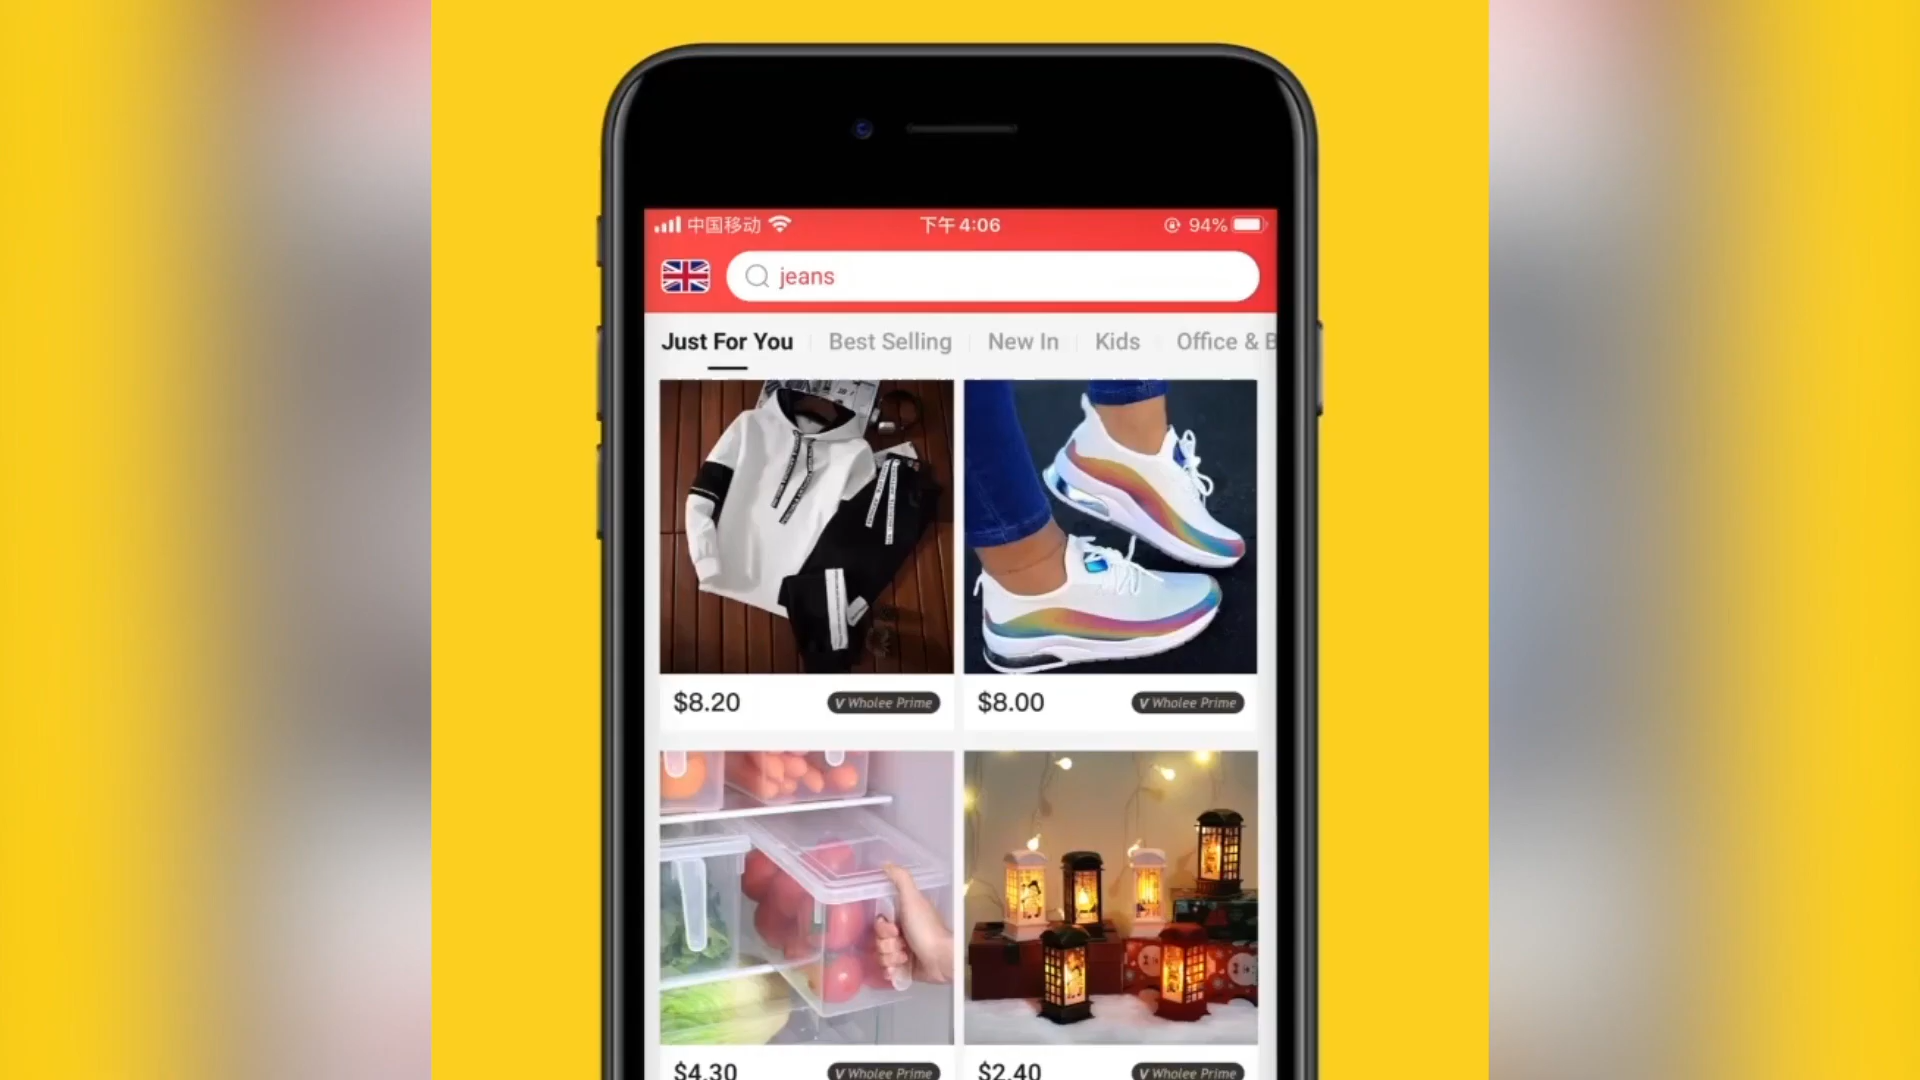 中国移动 下午4:06 94%
jeans
Just For You Best Selling New In Kids Office & B
$8.20 Wholee Prime $8.00 Wholee Prime
$4.30 Wholee Prime $2.40 Wholee Prime